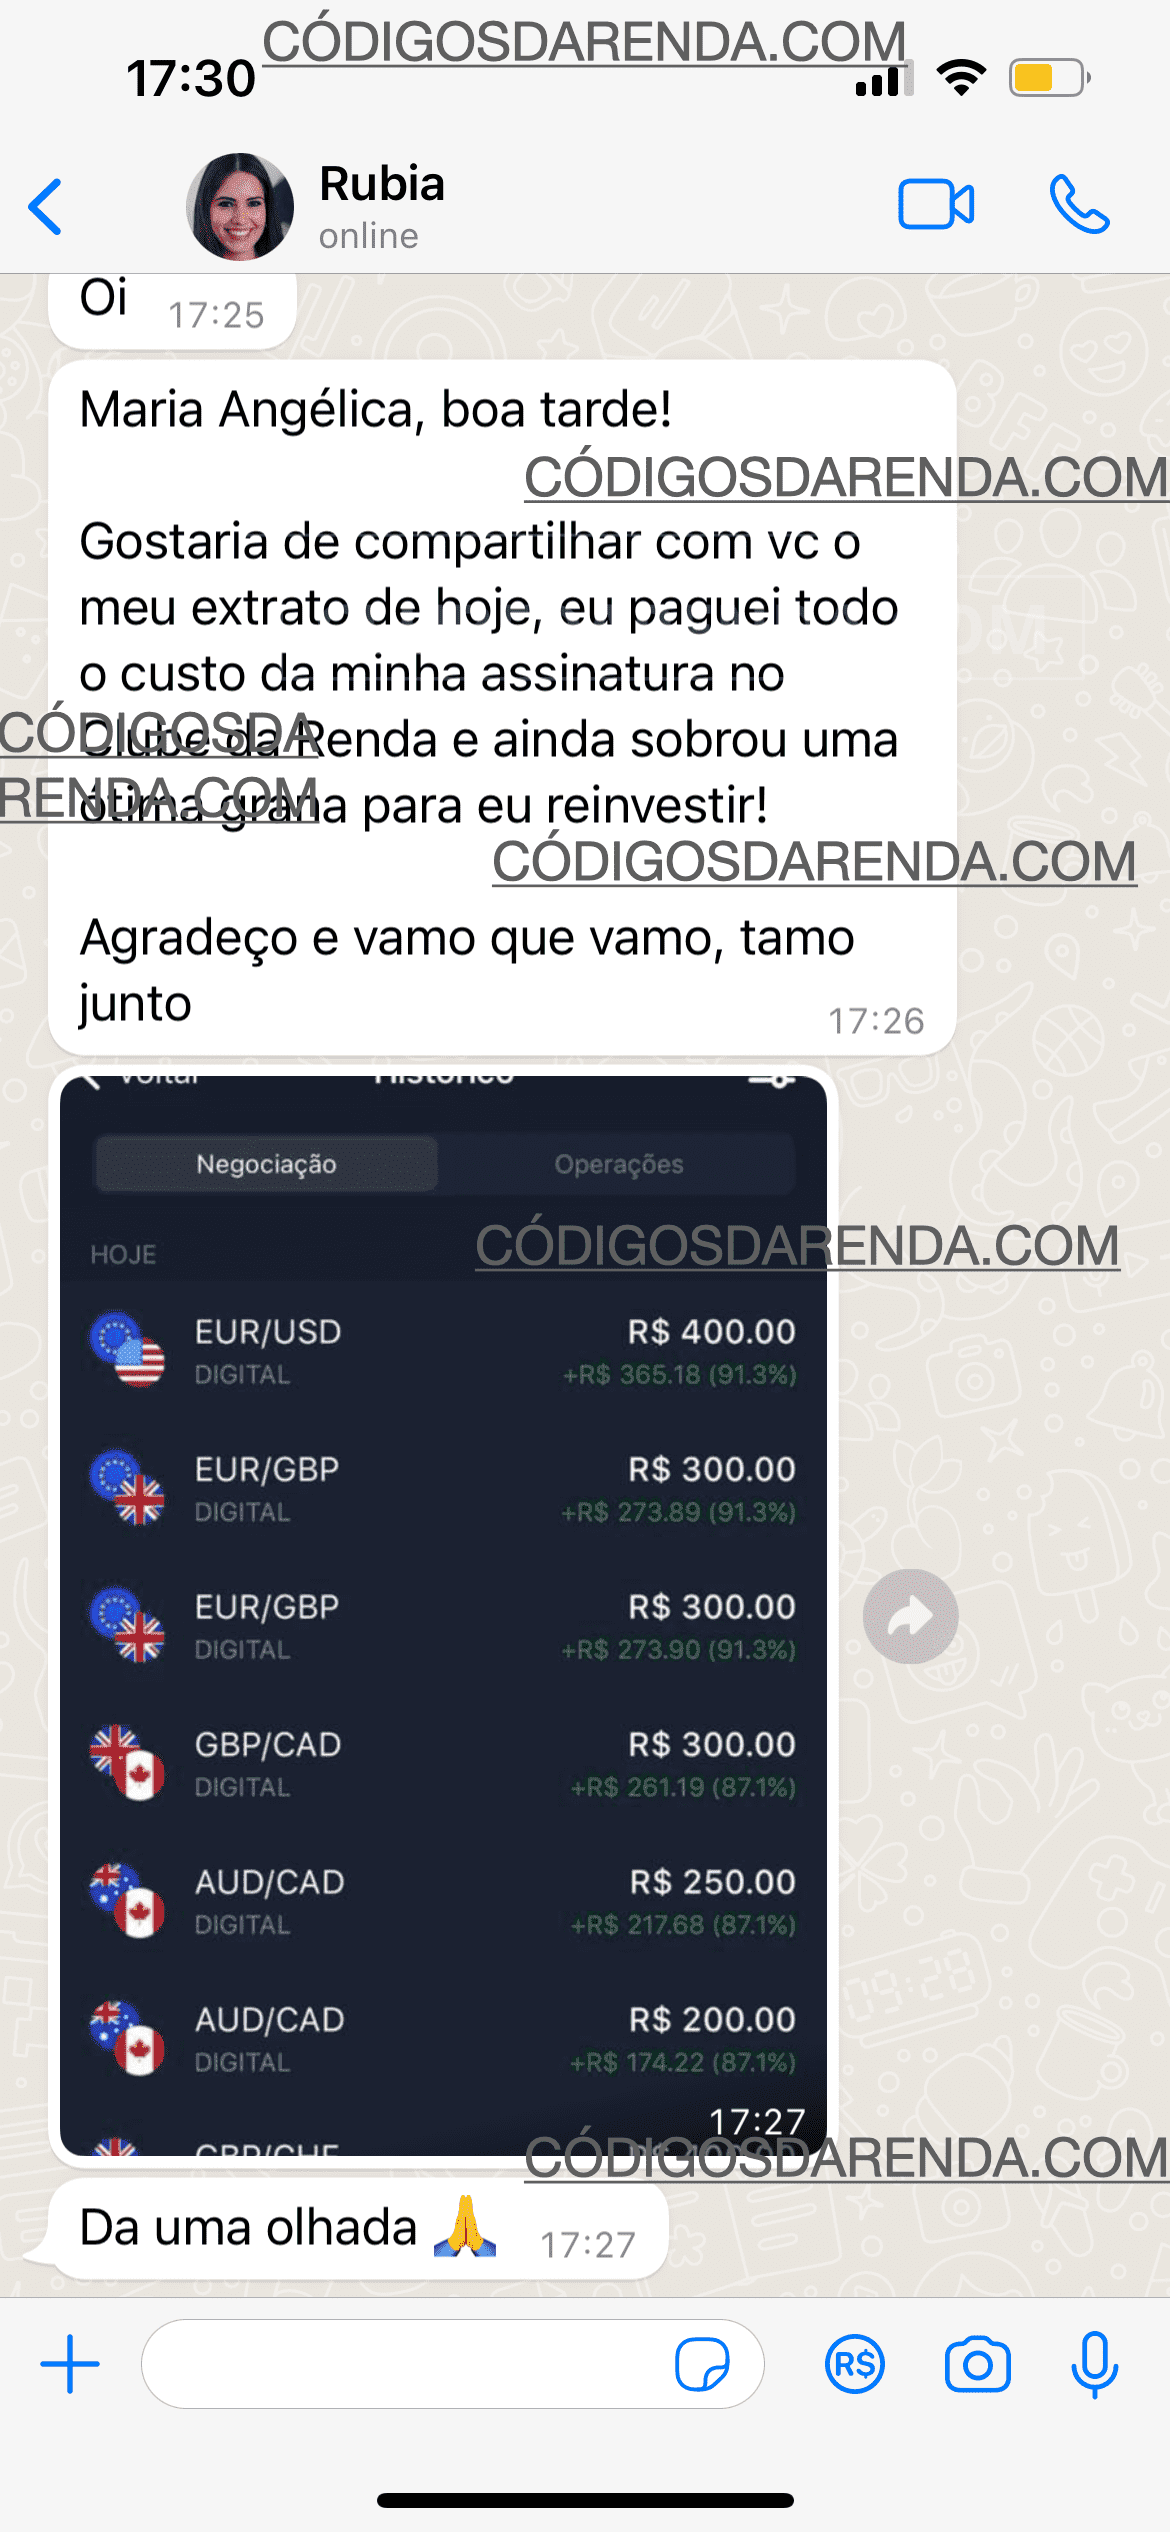 CÓDIGOSDARENDA.COM
17:30
Rubia
online
Oi
17:25
Maria Angélica, boa tarde!
CÓDIGOSDARENDA.COM
Gostaria de compartilhar com vc o
meu extrato de hoje, eu paguei todo
o custo da minha assinatura no
Clube da Renda e ainda sobrou uma
CÓDIGOSDA
ótima grana para eu reinvestir!
RENDA.COM
CÓDIGOSDARENDA.COM
Agradeço e vamo que vamo, tamo
junto
17:26
Voltar Histórico
Negociação Operações
CÓDIGOSDARENDA.COM
HOJE
EUR/USD R$ 400.00
DIGITAL +R$ 365.18 (91.3%)
EUR/GBP R$ 300.00
DIGITAL +R$ 273.89 (91.3%)
EUR/GBP R$ 300.00
DIGITAL +R$ 273.90 (91.3%)
GBP/CAD R$ 300.00
DIGITAL +R$ 261.19 (87.1%)
AUD/CAD R$ 250.00
DIGITAL +R$ 217.68 (87.1%)
AUD/CAD R$ 200.00
DIGITAL +R$ 174.22 (87.1%)
17:27
GBP/CHF
CÓDIGOSDARENDA.COM
Da uma olhada 🙏 17:27
R$